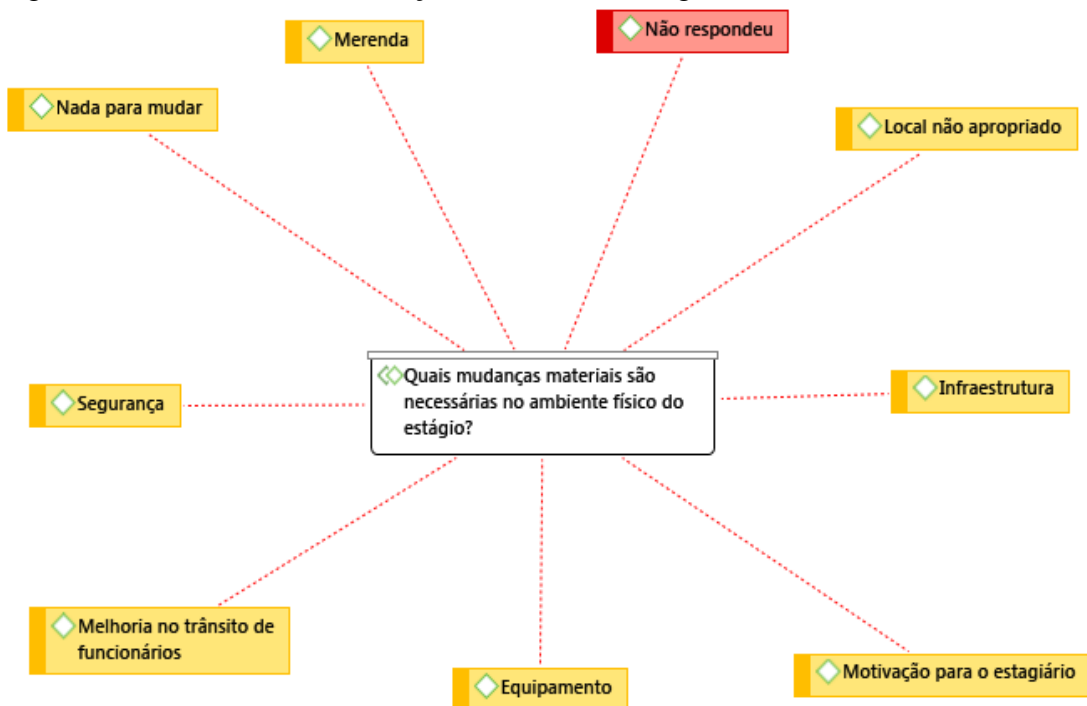 Merenda
Não respondeu
Nada para mudar
Local não apropriado
Quais mudanças materiais são
necessárias no ambiente físico do
estágio?
Segurança
Infraestrutura
Melhoria no trânsito de
funcionários
Equipamento
Motivação para o estagiário